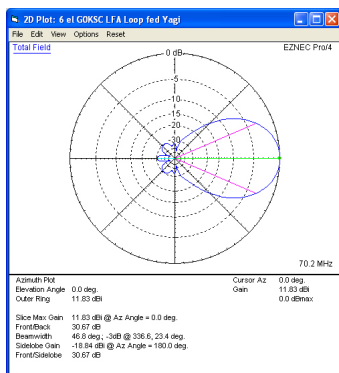 2D Plot: 6 el G0KSC LFA Loop fed Yagi
File Edit View Options Reset
Total Field
EZNEC Pro/4
0 dB
-5
-10
-15
-20
-30
70.2 MHz
Azimuth Plot
Elevation Angle 0.0 deg.
Outer Ring 11.83 dBi
Cursor Az 0.0 deg.
Gain 11.83 dBi
0.0 dBmax
Slice Max Gain 11.83 dBi @ Az Angle = 0.0 deg.
Front/Back 30.67 dB
Beamwidth 46.8 deg.; -3dB @ 336.6, 23.4 deg.
Sidelobe Gain -18.84 dBi @ Az Angle = 180.0 deg.
Front/Sidelobe 30.67 dB